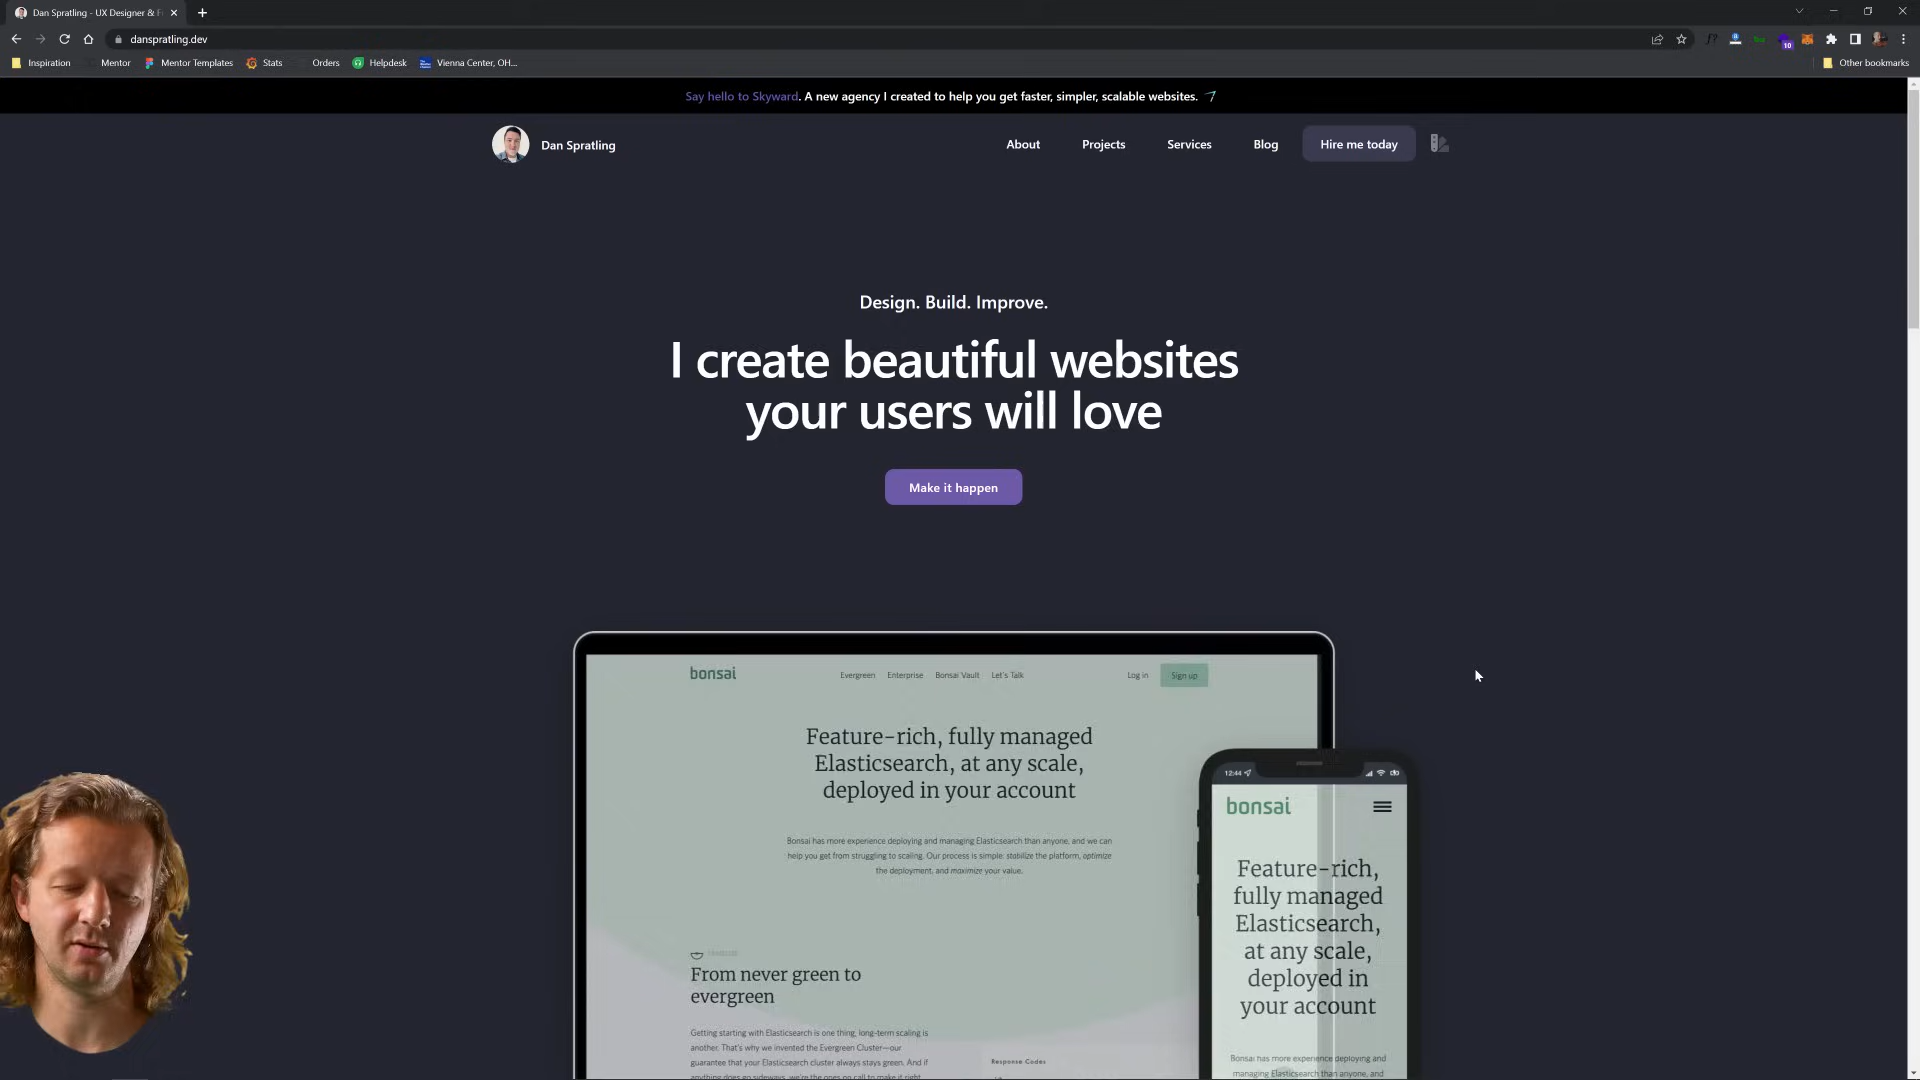 Dan Spratling - UX Designer & F
danspratling.dev
Inspiration
Mentor
Mentor Templates
Stats
Orders
Helpdesk
Vienna Center, OH...
Other bookmarks
10
Say hello to Skyward. A new agency I created to help you get faster, simpler, scalable websites.
Dan Spratling
About
Projects
Services
Blog
Hire me today
Design. Build. Improve.
I create beautiful websites
your users will love
Make it happen
bonsai
Evergreen
Enterprise
Bonsai Vault
Let's Talk
Log in
Sign up
Feature-rich, fully managed
Elasticsearch, at any scale,
deployed in your account
Bonsai has more experience deploying and managing Elasticsearch than anyone, and we can
help you get from struggling to scaling. Our process is simple: stabilize the platform, optimize
the deployment, and maximize your value.
From never green to
evergreen
Getting starting with Elasticsearch is one thing, long-term scaling is
another. That's why we invented the Evergreen Cluster—our
guarantee that your Elasticsearch cluster always stays green. And if
anything does go sideways, we're the ones on call to make it right.
Response Codes
12:44
bonsai
Feature-rich,
fully managed
Elasticsearch,
at any scale,
deployed in
your account
Bonsai has more experience deploying and
managing Elasticsearch than anyone, and